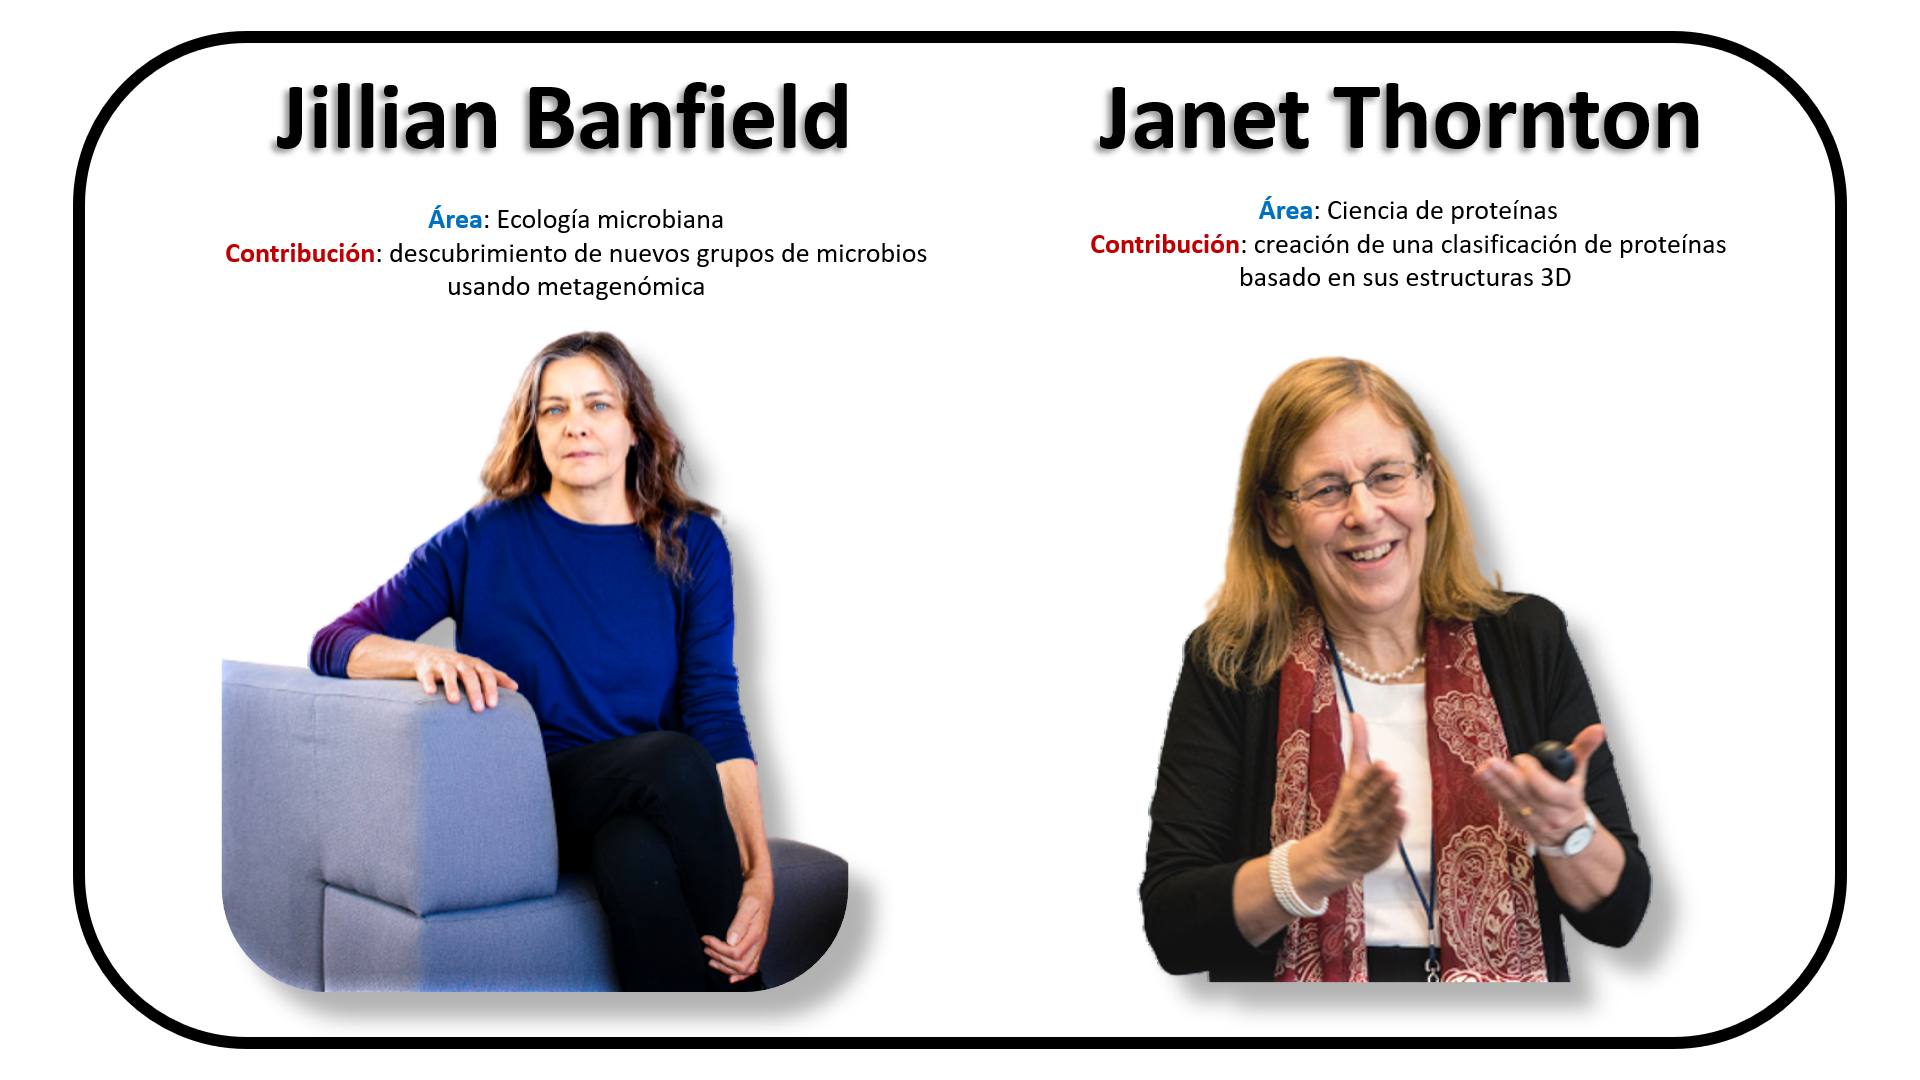 Jillian Banfield
Área: Ecología microbiana
Contribución: descubrimiento de nuevos grupos de microbios
usando metagenómica
Janet Thornton
Área: Ciencia de proteínas
Contribución: creación de una clasificación de proteínas
basado en sus estructuras 3D